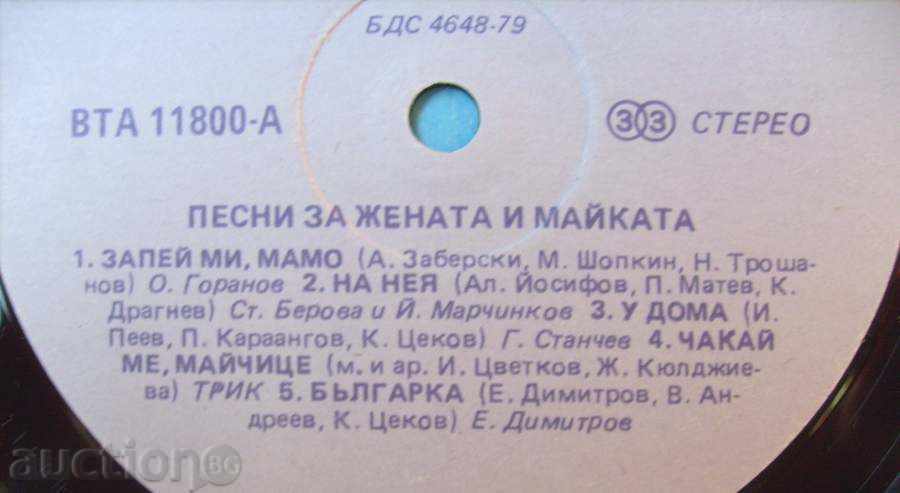 БДС 4648-79
ВТА 11800-А
33 СТЕРЕО
ПЕСНИ ЗА ЖЕНАТА И МАЙКАТА
1. ЗАПЕЙ МИ, МАМО (А. Заберски, М. Шопкин, Н. Троша-
нов) О. Горанов 2. НА НЕЯ (Ал. Йосифов, П. Матев, К.
Драгнев) Ст. Берова и Й. Марчинков 3. У ДОМА (И.
Пеев, П. Караангов, К. Цеков) Г. Станчев 4. ЧАКАЙ
МЕ, МАЙЧИЦЕ (м. и ар. И. Цветков, Ж. Кюлджие-
ва) ТРИК 5. БЪЛГАРКА (Е. Димитров, В. Ан-
дреев, К. Цеков) Е. Димитров
auction BG